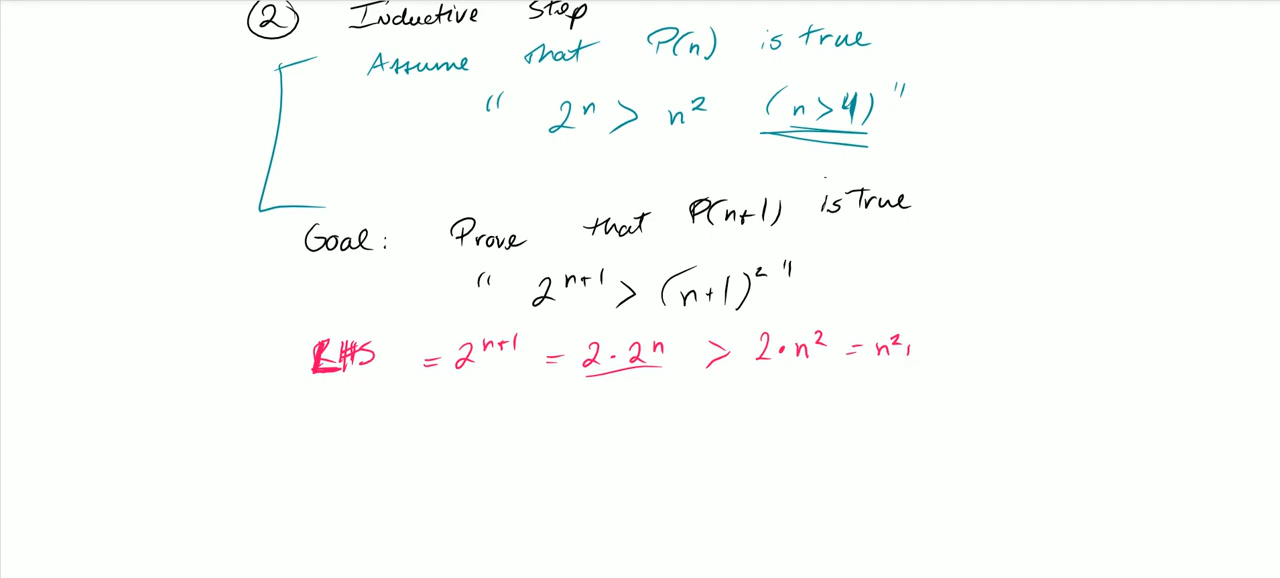 ② Inductive Step
Assume that P(n) is true
" 2ⁿ > n² (n>4) "
Goal: Prove that P(n+1) is True
" 2ⁿ⁺¹ > (n+1)² "
LHS = 2ⁿ⁺¹ = 2·2ⁿ > 2·n² = n²